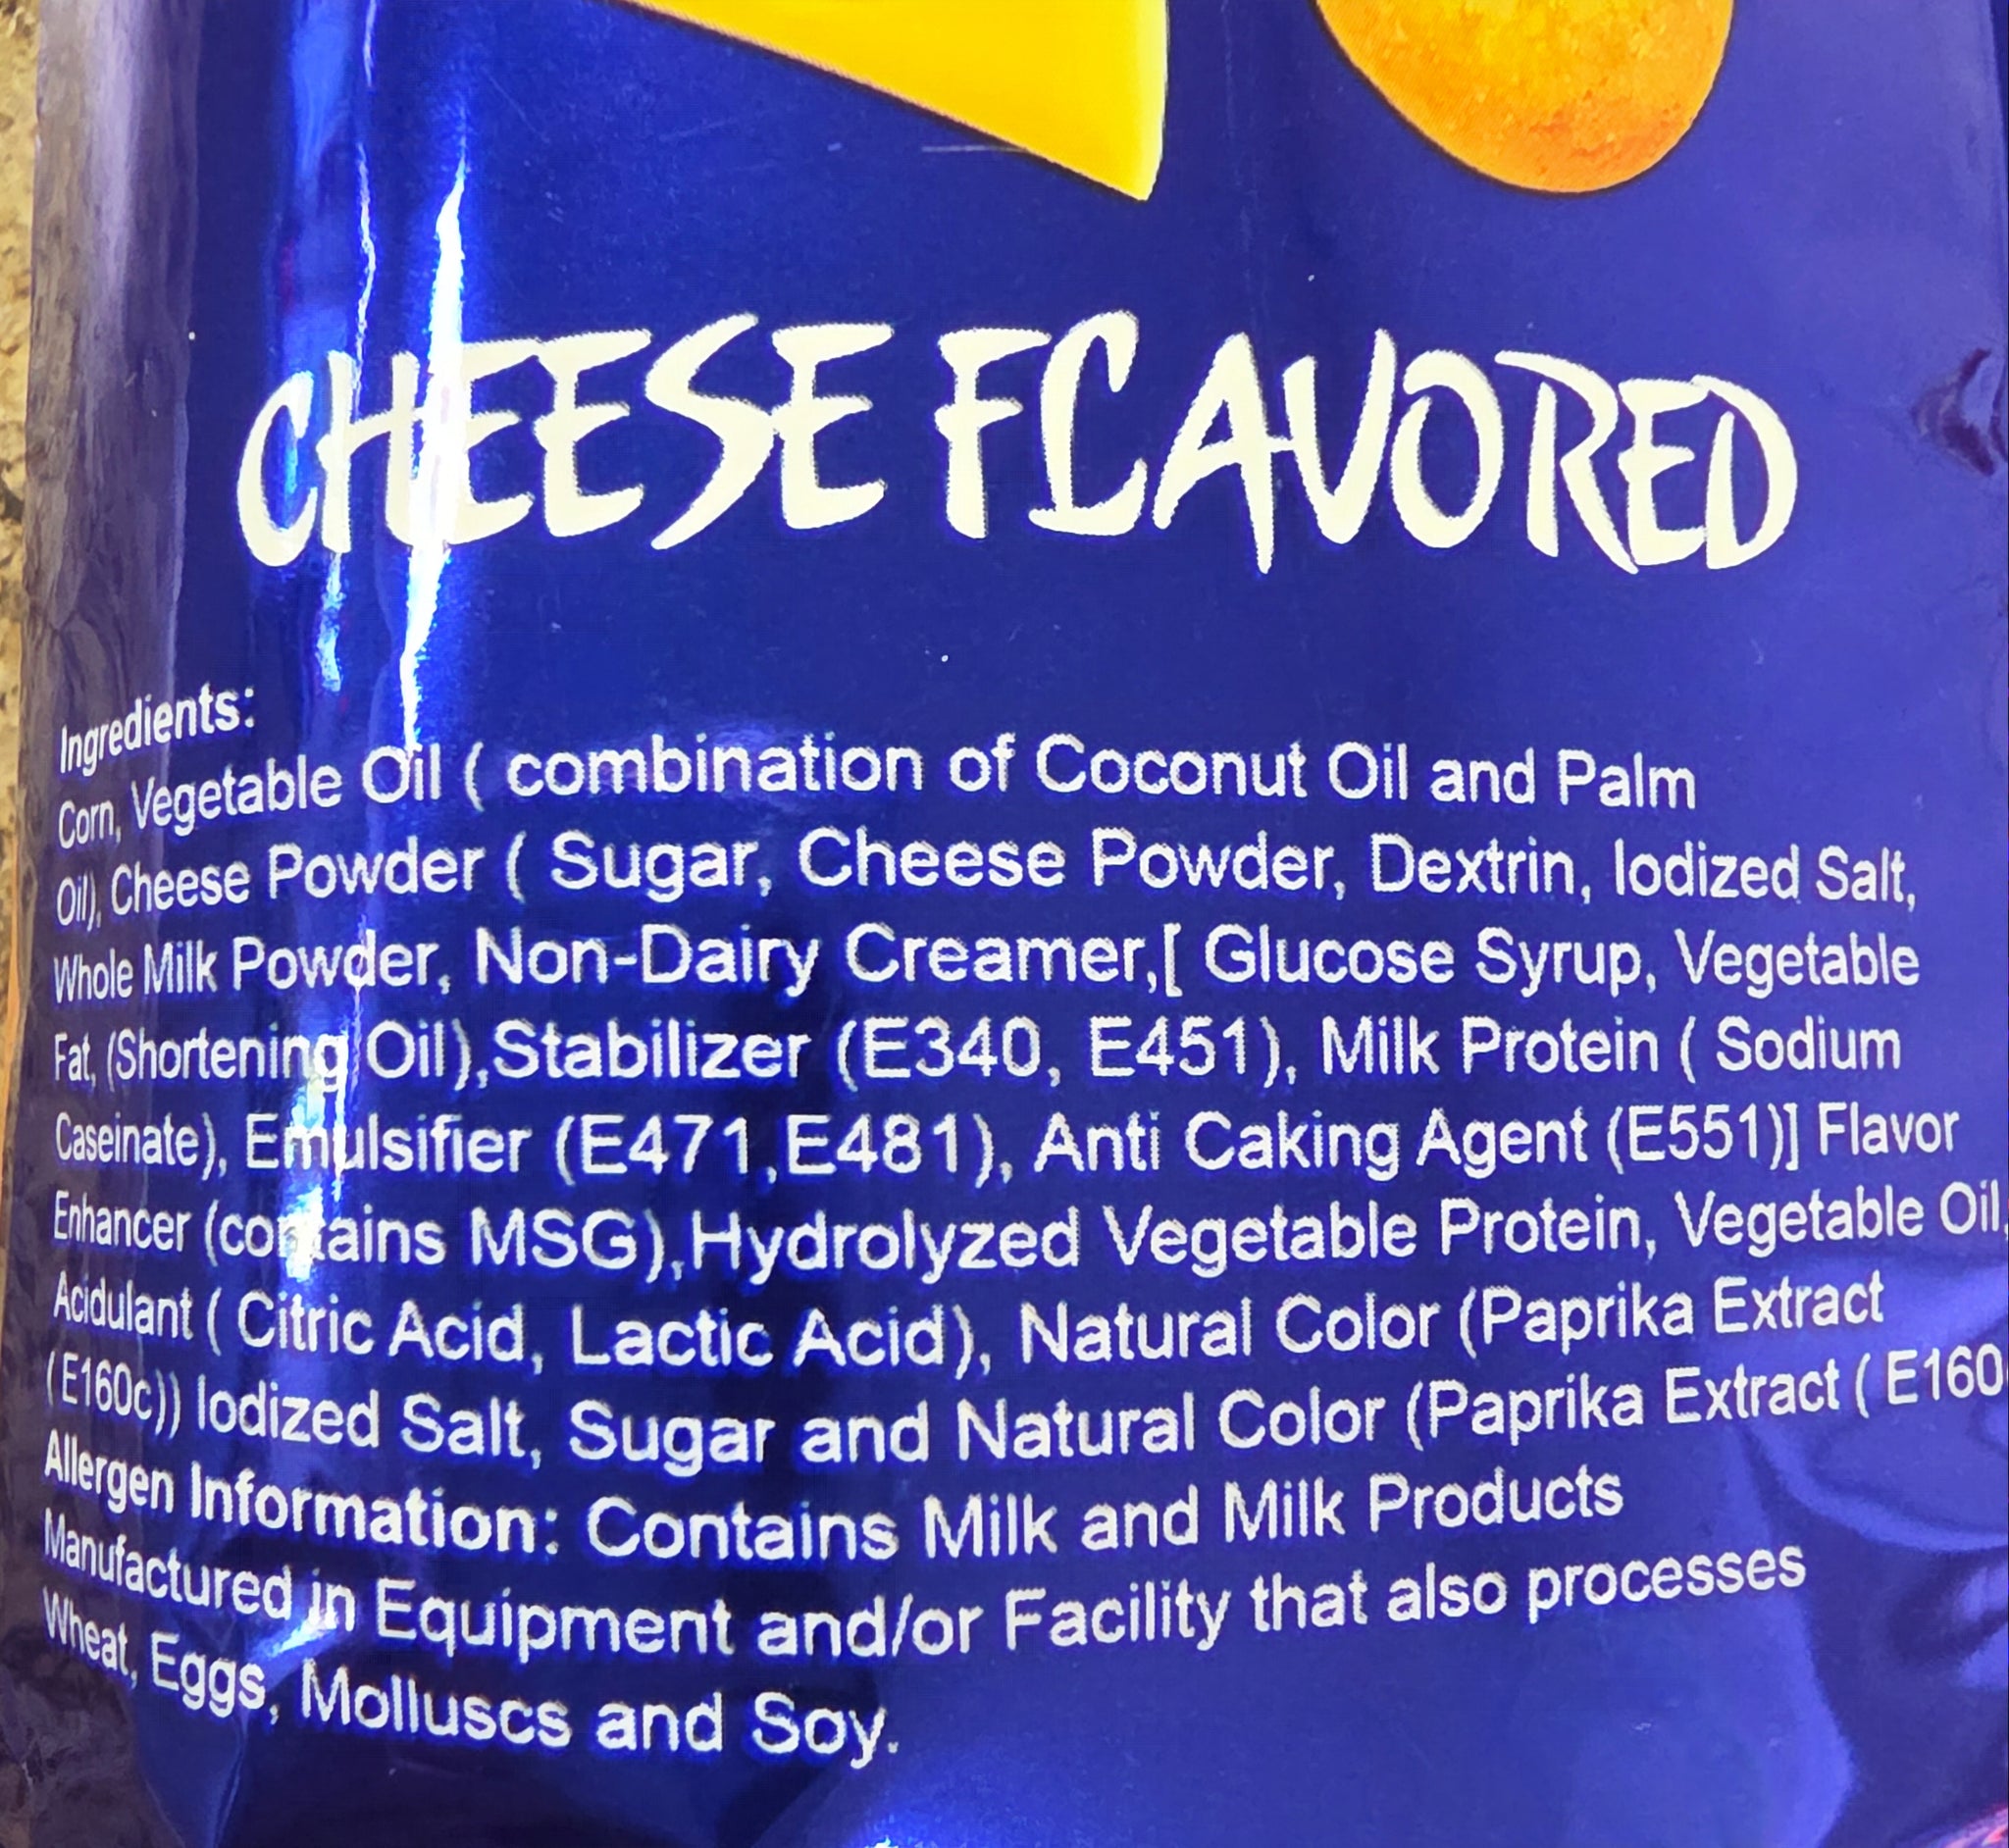 CHEESE FLAVORED
Ingredients:
Corn, Vegetable Oil ( combination of Coconut Oil and Palm
Oil), Cheese Powder ( Sugar, Cheese Powder, Dextrin, Iodized Salt,
Whole Milk Powder, Non-Dairy Creamer,[ Glucose Syrup, Vegetable
Fat, (Shortening Oil),Stabilizer (E340, E451), Milk Protein ( Sodium
Caseinate), Emulsifier (E471,E481), Anti Caking Agent (E551)] Flavor
Enhancer (contains MSG),Hydrolyzed Vegetable Protein, Vegetable Oil,
Acidulant ( Citric Acid, Lactic Acid), Natural Color (Paprika Extract
(E160c)) Iodized Salt, Sugar and Natural Color (Paprika Extract ( E160
Allergen Information: Contains Milk and Milk Products
Manufactured in Equipment and/or Facility that also processes
Wheat, Eggs, Molluscs and Soy.